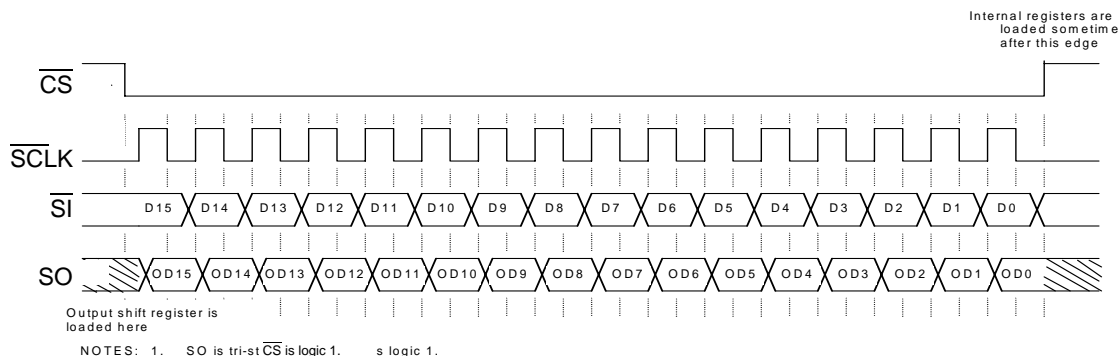 Internal registers are
loaded sometime
after this edge
CS
SCLK
SI
D15 D14 D13 D12 D11 D10 D9 D8 D7 D6 D5 D4 D3 D2 D1 D0
SO
OD15 OD14 OD13 OD12 OD11 OD10 OD9 OD8 OD7 OD6 OD5 OD4 OD3 OD2 OD1 OD0
Output shift register is
loaded here
NOTES: 1. SO is tri-st CS is logic 1. s logic 1.